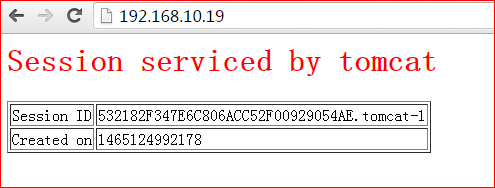 192.168.10.19
Session serviced by tomcat
Session ID 532182F347E6C806ACC52F00929054AE.tomcat-1
Created on 1465124992178